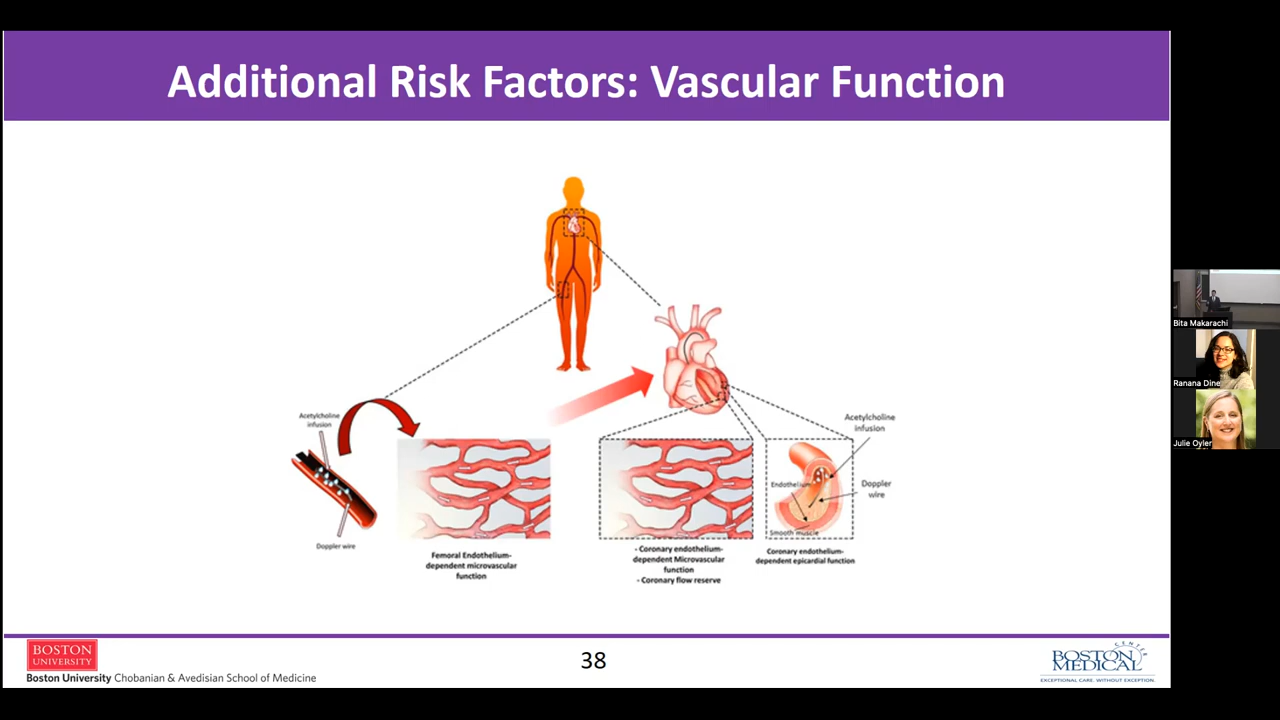 Additional Risk Factors: Vascular Function
Acetylcholine
infusion
Doppler wire
Femoral Endothelium-
dependent microvascular
function
- Coronary endothelium-
dependent Microvascular
function
- Coronary flow reserve
Acetylcholine
infusion
Endothelium
Doppler
wire
Smooth muscle
Coronary endothelium-
dependent epicardial function
BOSTON
UNIVERSITY
Boston University Chobanian & Avedisian School of Medicine
38
BOSTON
MEDICAL
CENTER
EXCEPTIONAL CARE. WITHOUT EXCEPTION.
Bita Makarachi
Ranana Dine
Julie Oyler